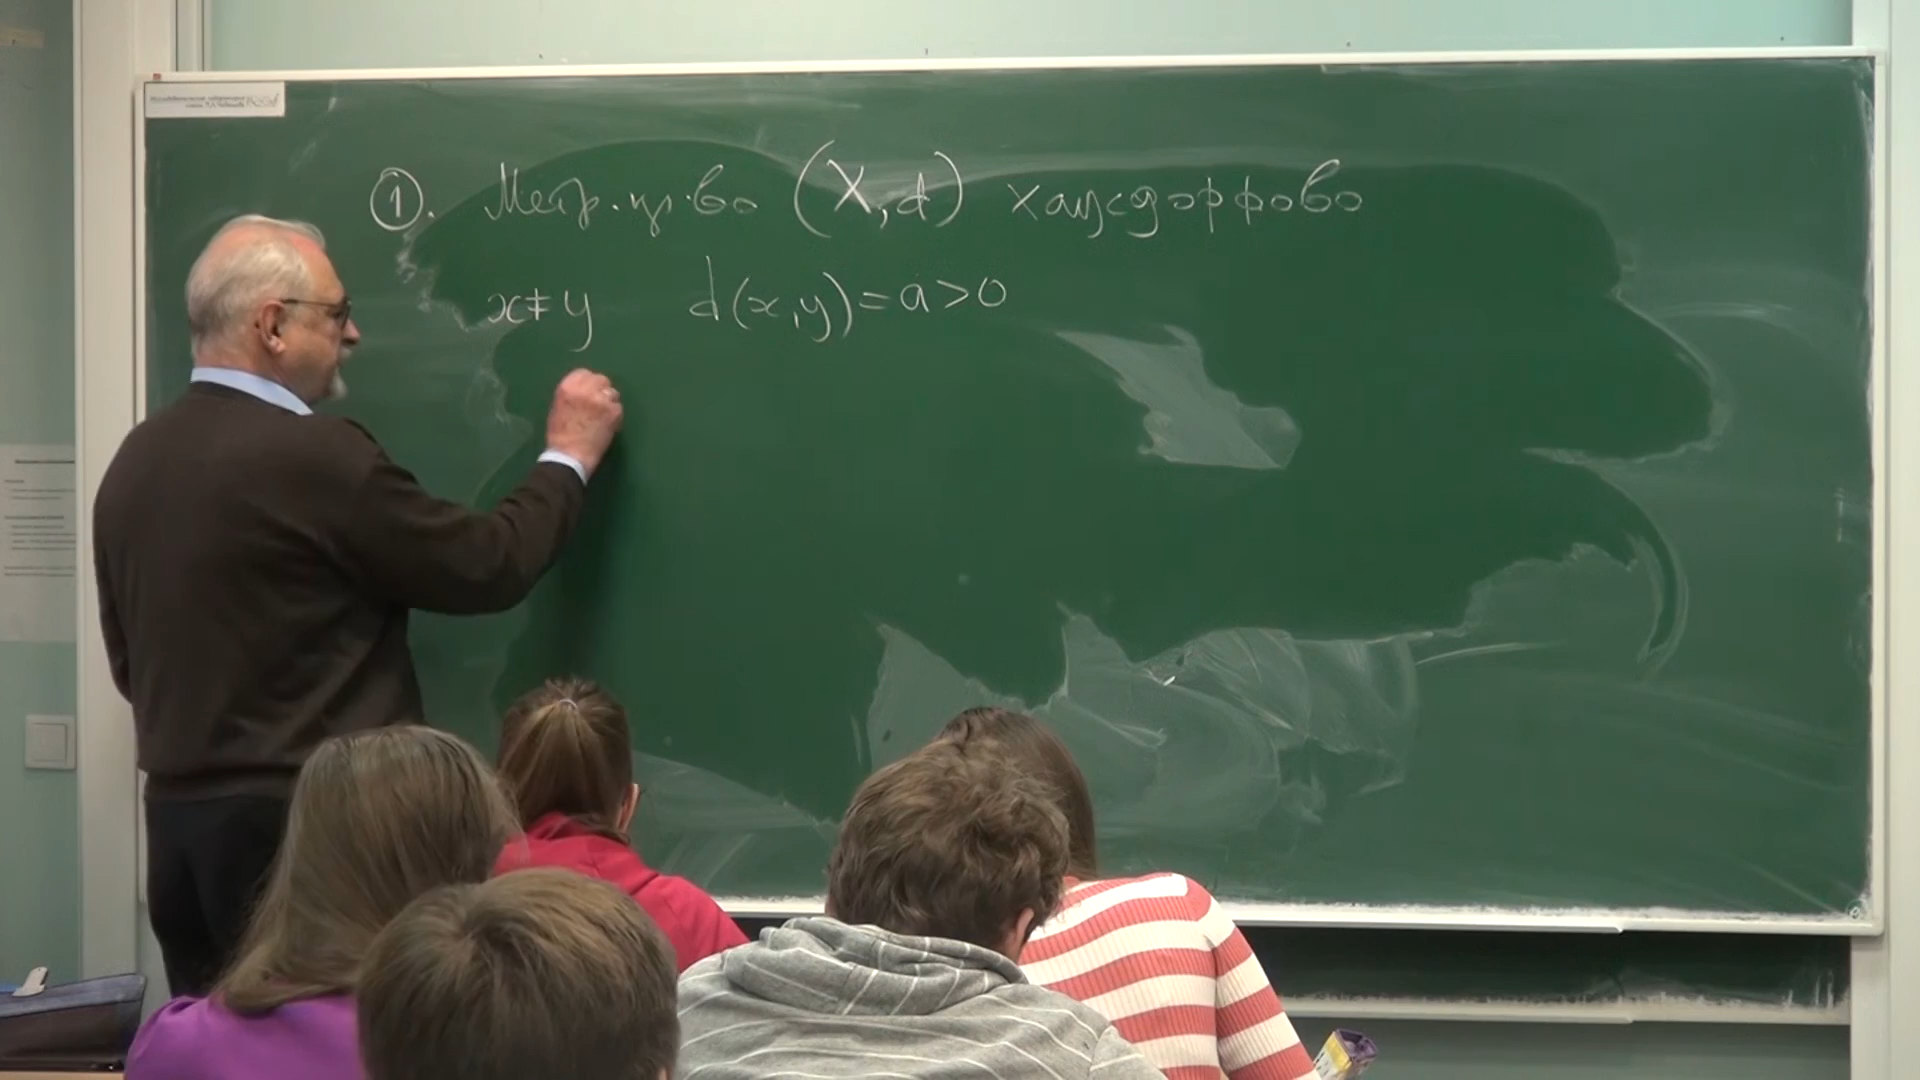 ①. Метр. пр-во (X, d) хаусдорфово
x ≠ y d(x,y) = a > 0